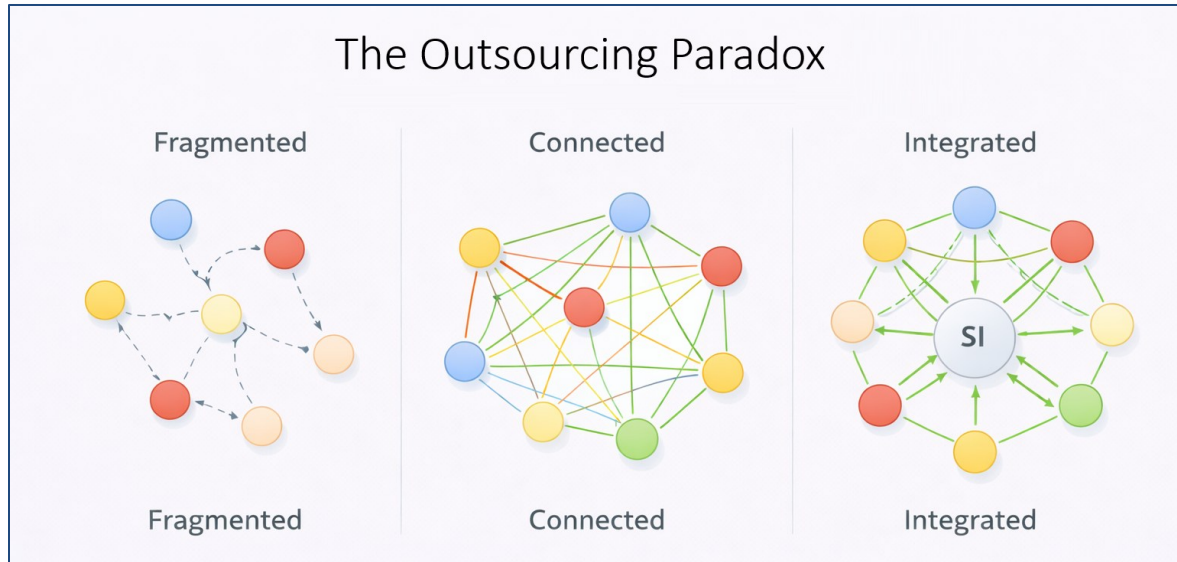 The Outsourcing Paradox
Fragmented
Connected
Integrated
SI
Fragmented
Connected
Integrated